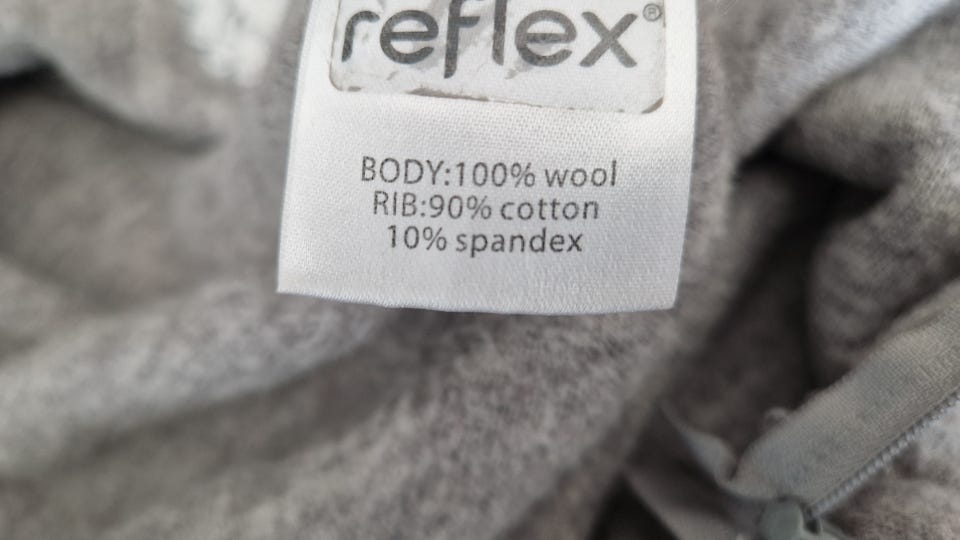 reflex®
BODY:100% wool
RIB:90% cotton
10% spandex